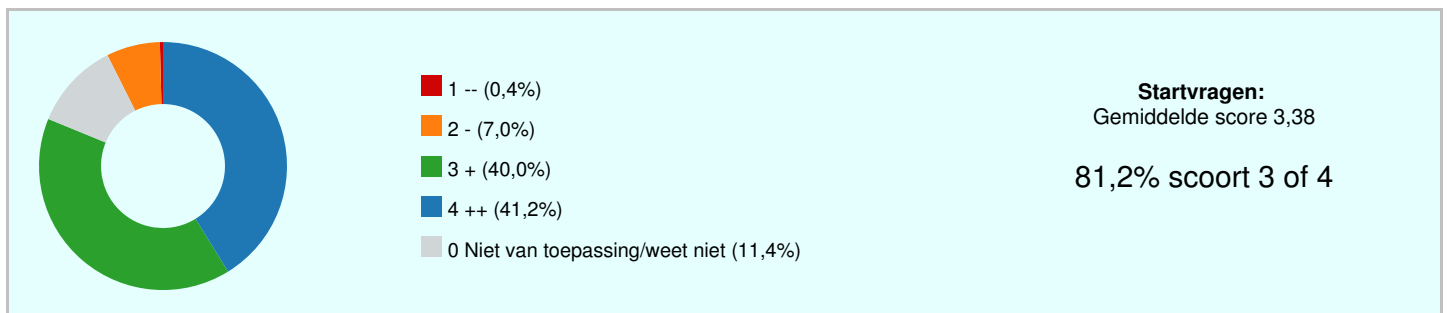 1 -- (0,4%)
2 - (7,0%)
3 + (40,0%)
4 ++ (41,2%)
0 Niet van toepassing/weet niet (11,4%)
Startvragen:
Gemiddelde score 3,38
81,2% scoort 3 of 4